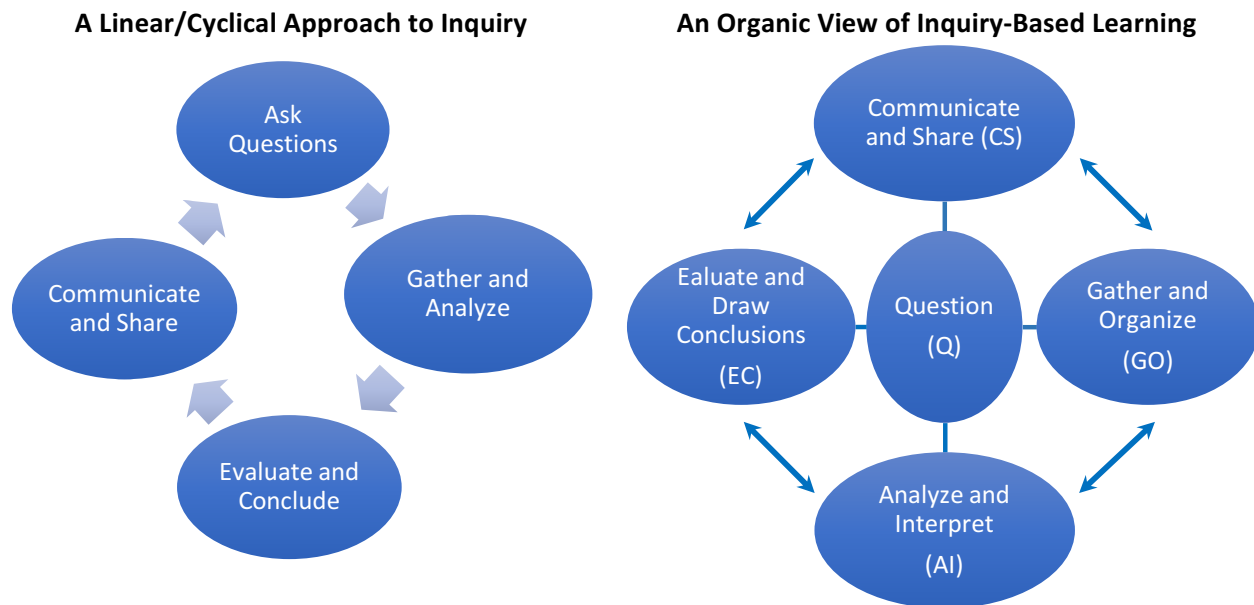 A Linear/Cyclical Approach to Inquiry
Ask
Questions
Gather and
Analyze
Evaluate and
Conclude
Communicate
and Share
An Organic View of Inquiry-Based Learning
Communicate
and Share (CS)
Ealuate and
Draw
Conclusions
(EC)
Question
(Q)
Gather and
Organize
(GO)
Analyze and
Interpret
(AI)